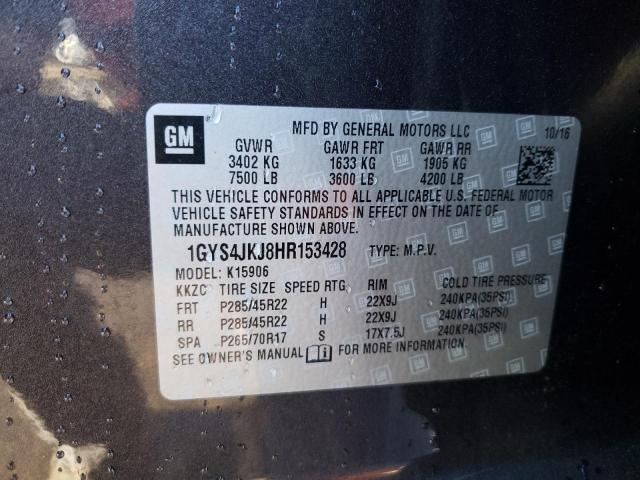 GM
MFD BY GENERAL MOTORS LLC 10/16
GVWR GAWR FRT GAWR RR
3402 KG 1633 KG 1905 KG
7500 LB 3600 LB 4200 LB
THIS VEHICLE CONFORMS TO ALL APPLICABLE U.S. FEDERAL MOTOR
VEHICLE SAFETY STANDARDS IN EFFECT ON THE DATE OF
MANUFACTURE SHOWN ABOVE.
1GYS4JKJ8HR153428 TYPE: M.P.V.
MODEL: K15906
KKZC TIRE SIZE SPEED RTG RIM COLD TIRE PRESSURE
FRT P285/45R22 H 22X9J 240KPA(35PSI)
RR P285/45R22 H 22X9J 240KPA(35PSI)
SPA P265/70R17 S 17X7.5J 240KPA(35PSI)
SEE OWNER'S MANUAL FOR MORE INFORMATION.